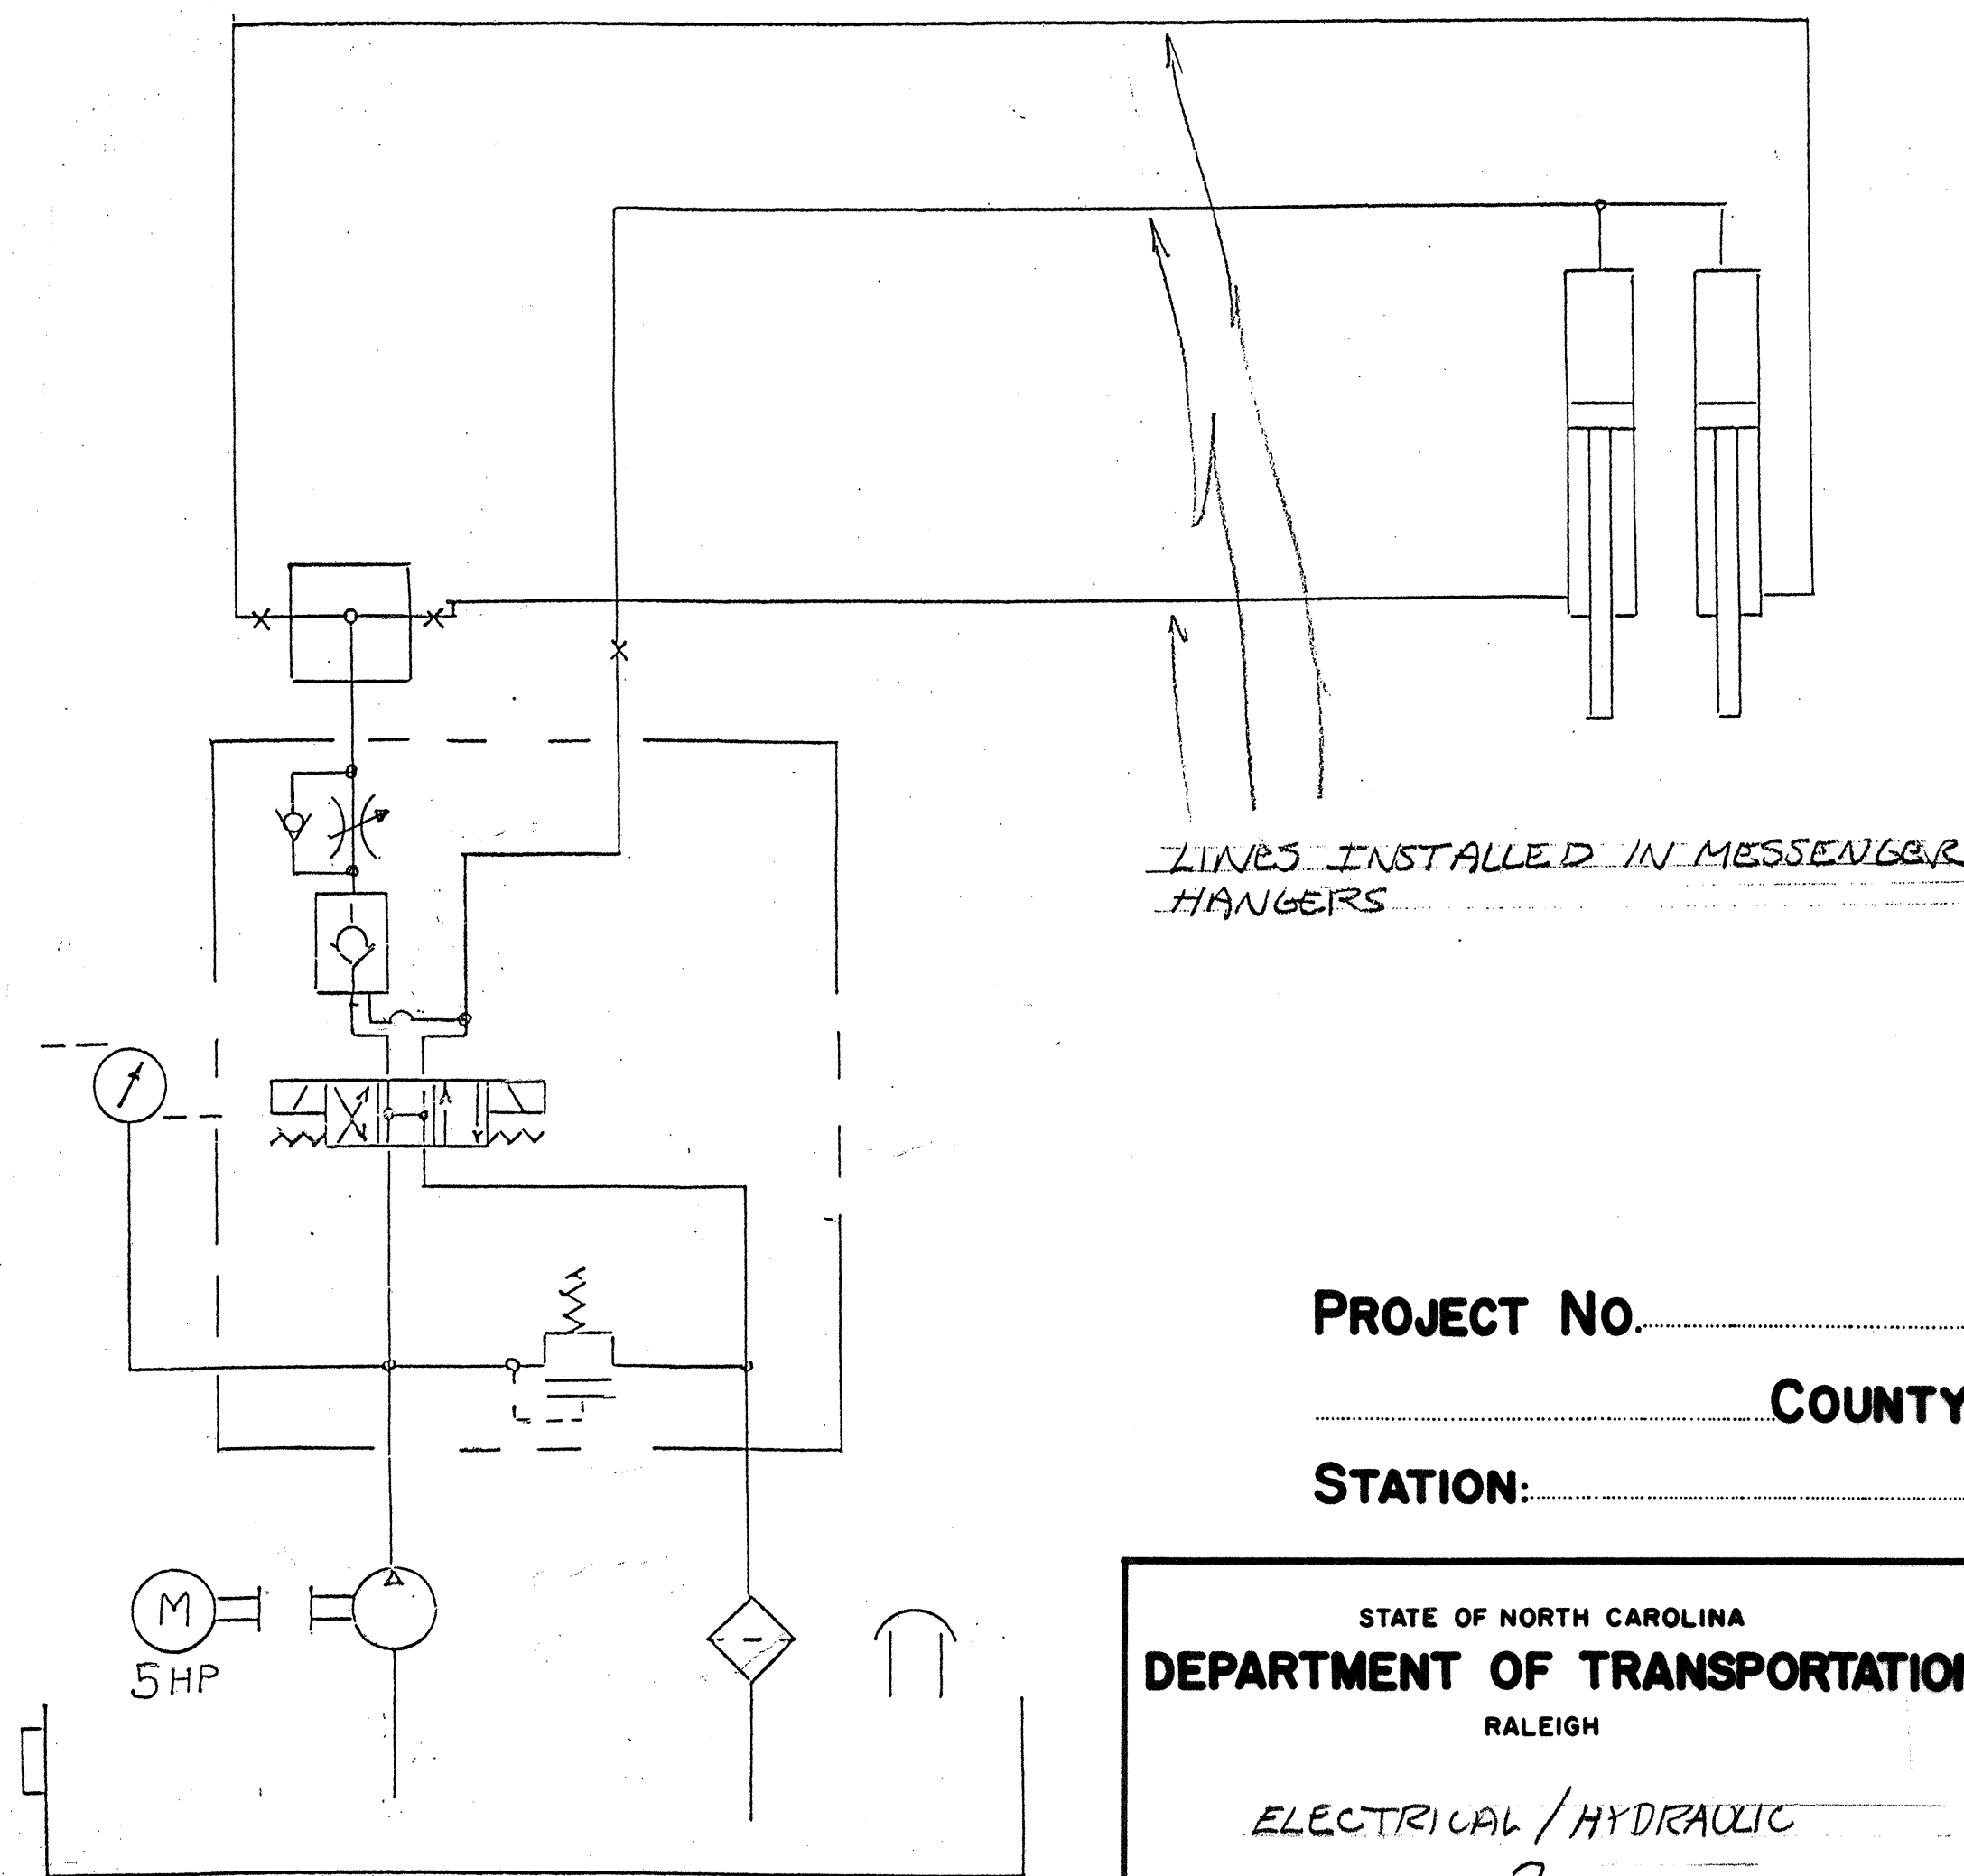 LINES INSTALLED IN MESSENGER
HANGERS
PROJECT NO.
COUNTY
STATION:
M
5HP
STATE OF NORTH CAROLINA
DEPARTMENT OF TRANSPORTATION
RALEIGH
ELECTRICAL / HYDRAULIC